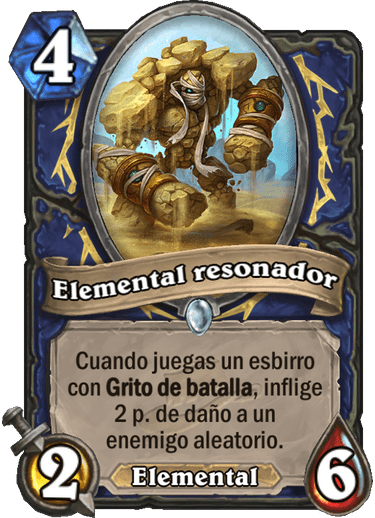 4
Elemental resonador
Cuando juegas un esbirro
con Grito de batalla, inflige
2 p. de daño a un
enemigo aleatorio.
2
Elemental
6